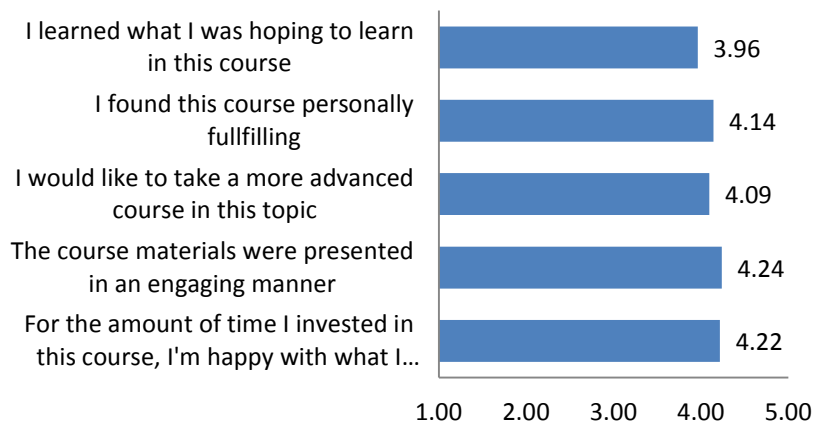 I learned what I was hoping to learn
in this course
3.96
I found this course personally
fullfilling
4.14
I would like to take a more advanced
course in this topic
4.09
The course materials were presented
in an engaging manner
4.24
For the amount of time I invested in
this course, I'm happy with what I...
4.22
1.00 2.00 3.00 4.00 5.00